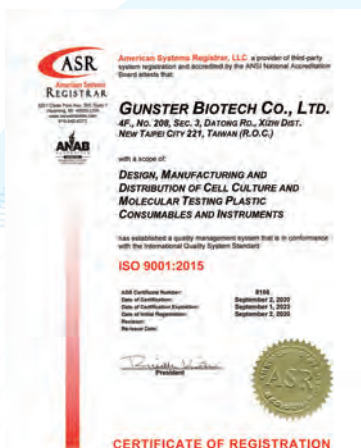 ASR
American Systems
REGISTRAR
ANAB
American Systems Registrar, LLC a provider of third-party
system registration and accredited by the ANSI National Accreditation
Board attests that:
GUNSTER BIOTECH CO., LTD.
4F., NO. 208, SEC. 3, DATONG RD., XIZHI DIST.
NEW TAIPEI CITY 221, TAIWAN (R.O.C.)
with a scope of:
DESIGN, MANUFACTURING AND
DISTRIBUTION OF CELL CULTURE AND
MOLECULAR TESTING PLASTIC
CONSUMABLES AND INSTRUMENTS
has established a quality management system that is in conformance
with the International Quality System Standard
ISO 9001:2015
ASR Certificate Number:
Date of Certification: September 2, 2020
Date of Certification Expiration: September 1, 2023
Date of Initial Registration: September 2, 2020
Revision:
Re-Issue Date:
President
ASR
CERTIFICATE OF REGISTRATION